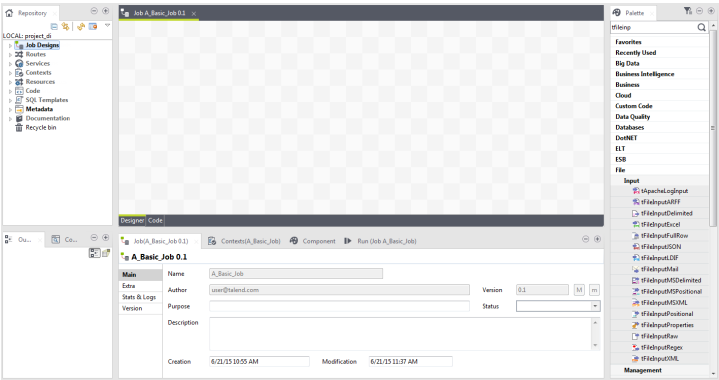 Repository
LOCAL: project_di
Job Designs
Routes
Services
Contexts
Resources
Code
SQL Templates
Metadata
Documentation
Recycle bin
Ou...
Co...
Job A_Basic_Job 0.1
Designer Code
Job(A_Basic_Job 0.1) Contexts(A_Basic_Job) Component Run (Job A_Basic_Job)
A_Basic_Job 0.1
Main
Extra
Stats & Logs
Version
Name A_Basic_Job
Author user@talend.com Version 0.1 M m
Purpose Status
Description
Creation 6/21/15 10:55 AM Modification 6/21/15 11:37 AM
Palette
tfileinp
Favorites
Recently Used
Big Data
Business Intelligence
Business
Cloud
Custom Code
Data Quality
Databases
DotNET
ELT
ESB
File
Input
tApacheLogInput
tFileInputARFF
tFileInputDelimited
tFileInputExcel
tFileInputFullRow
tFileInputJSON
tFileInputLDIF
tFileInputMail
tFileInputMSDelimited
tFileInputMSPositional
tFileInputMSXML
tFileInputPositional
tFileInputProperties
tFileInputRaw
tFileInputRegex
tFileInputXML
Management